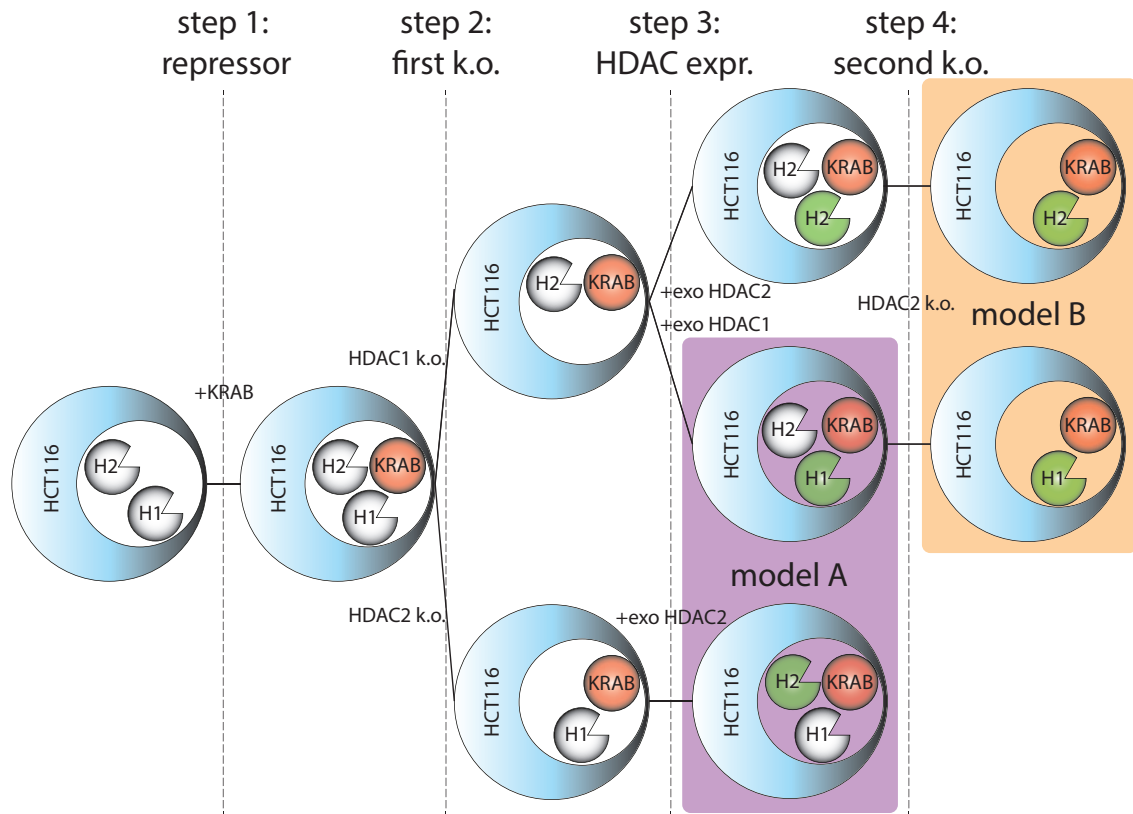 step 1:
repressor
step 2:
first k.o.
step 3:
HDAC expr.
step 4:
second k.o.
HCT116
H2
H1
+KRAB
HCT116
H2
KRAB
H1
HDAC1 k.o.
HDAC2 k.o.
HCT116
H2
KRAB
HCT116
KRAB
H1
+exo HDAC2
+exo HDAC1
+exo HDAC2
HCT116
H2
KRAB
H2
HCT116
H2
KRAB
H1
model A
HCT116
H2
KRAB
H1
HDAC2 k.o.
HCT116
KRAB
H2
model B
HCT116
KRAB
H1